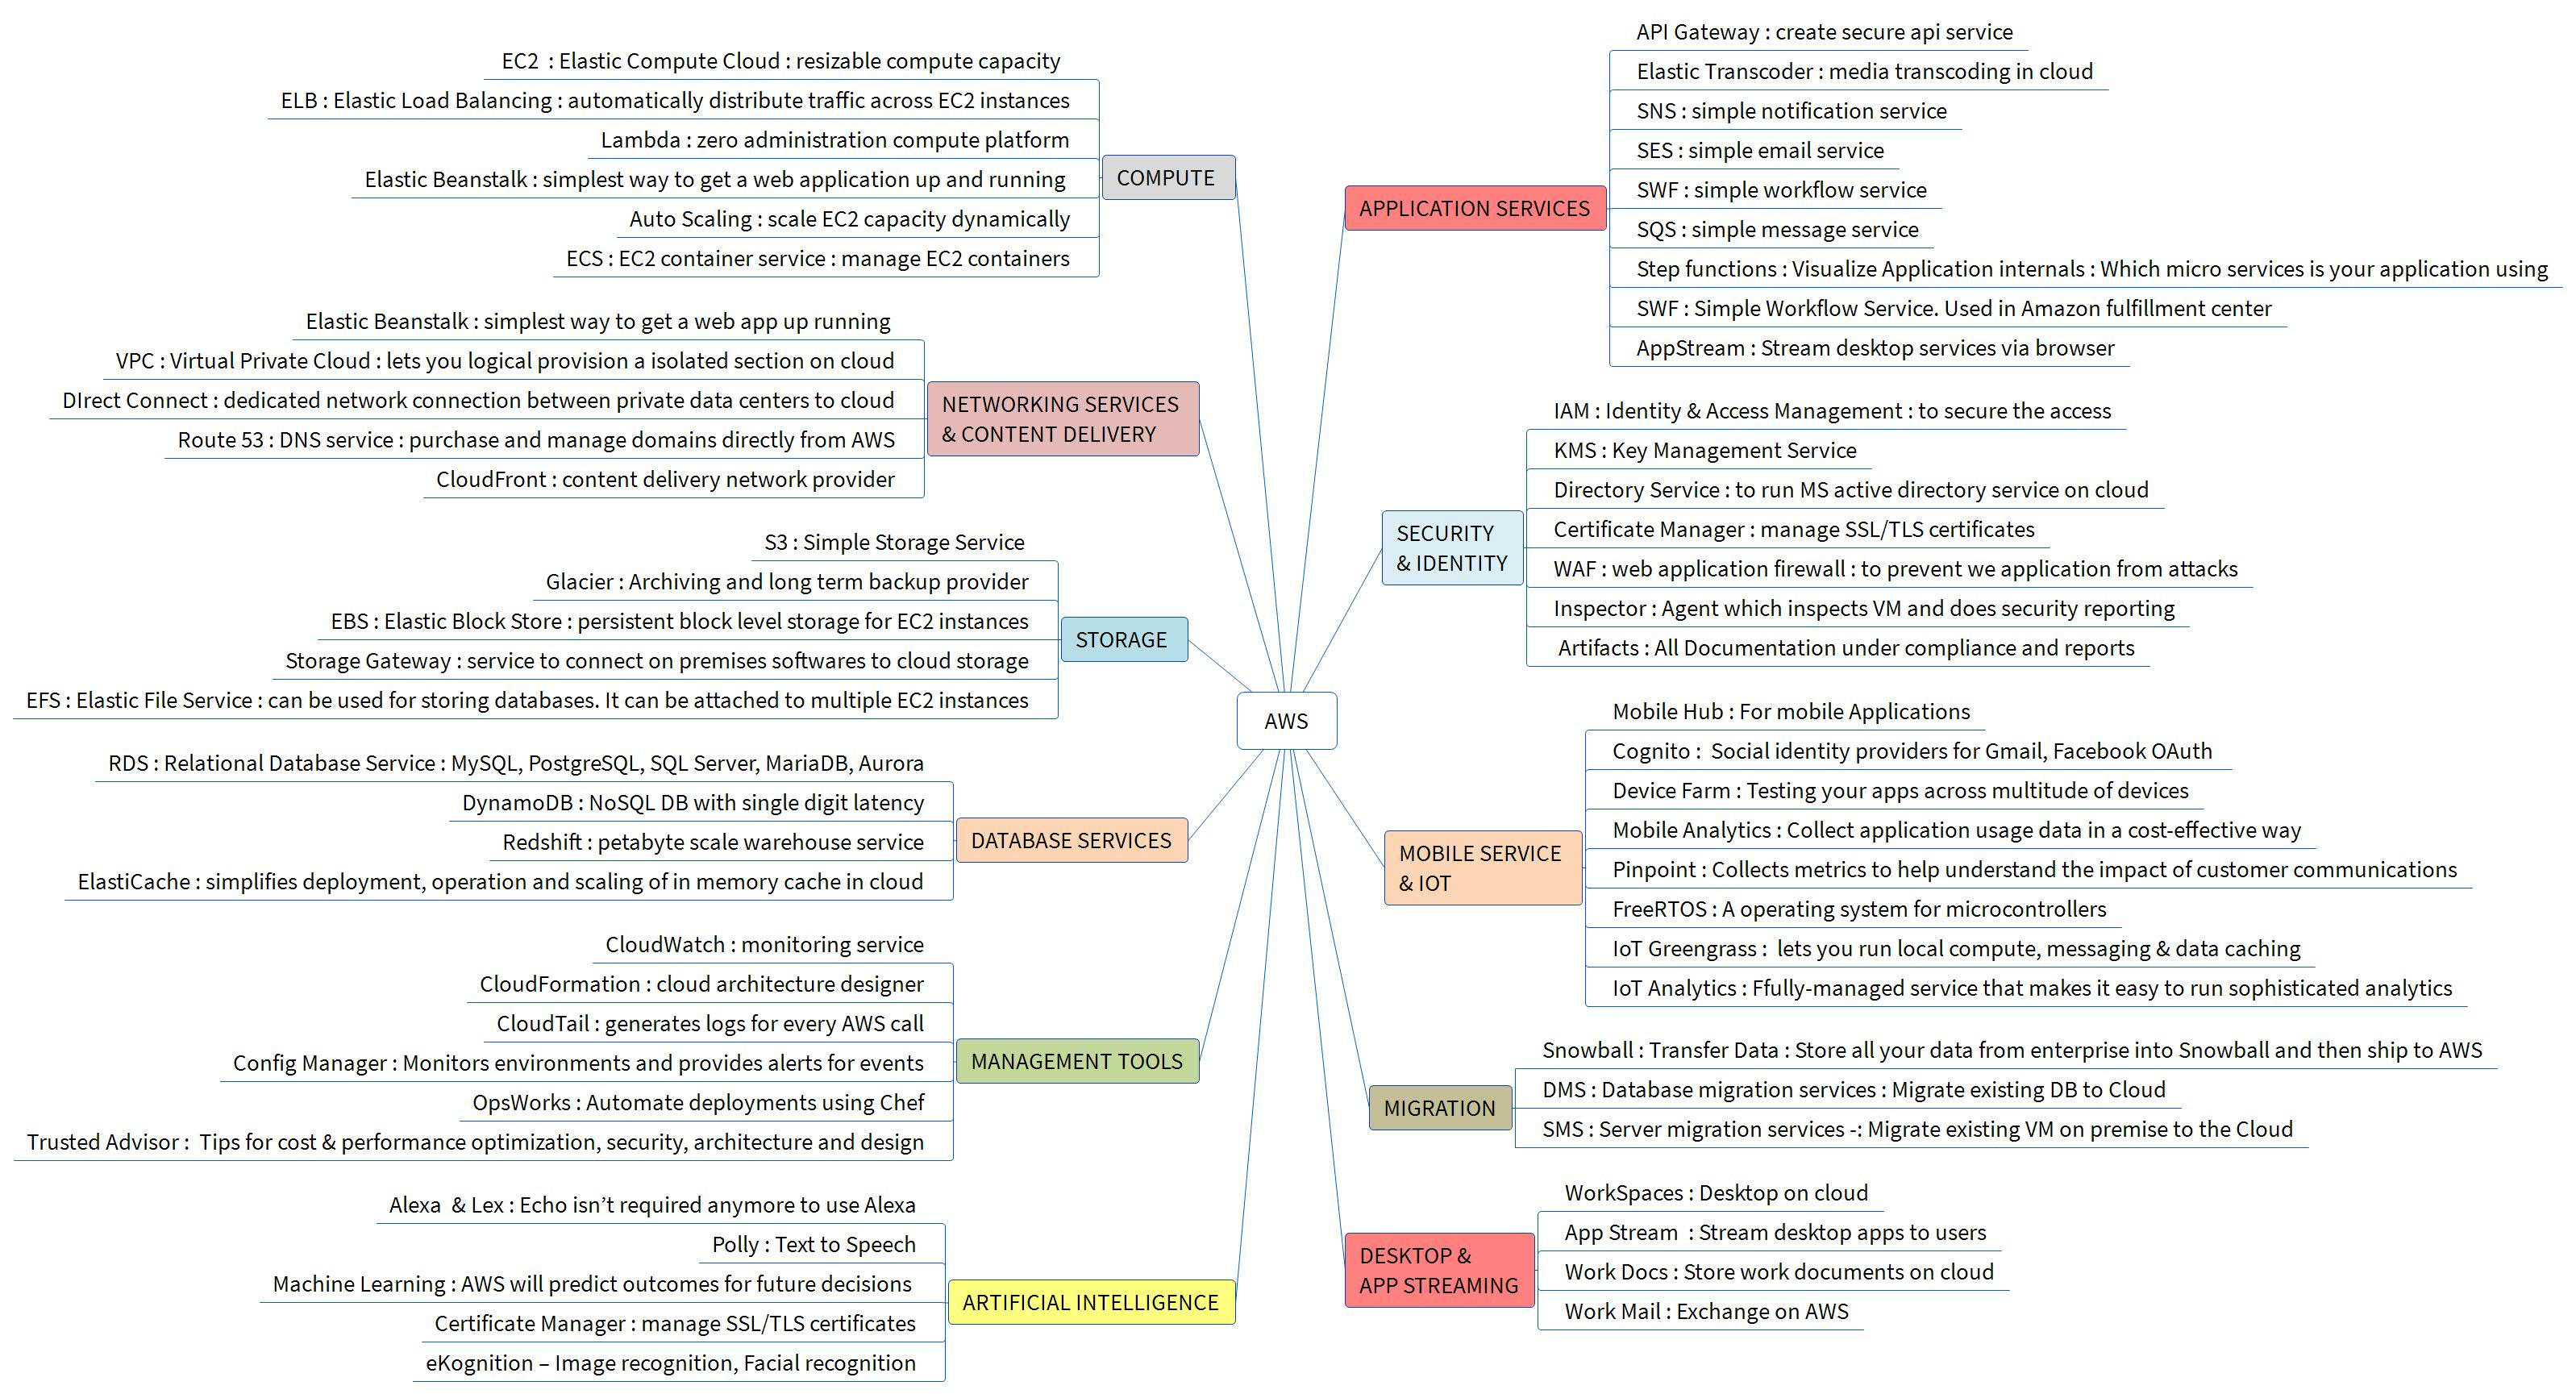 EC2  : Elastic Compute Cloud : resizable compute capacity
ELB : Elastic Load Balancing : automatically distribute traffic across EC2 instances
Lambda : zero administration compute platform
Elastic Beanstalk : simplest way to get a web application up and running
Auto Scaling : scale EC2 capacity dynamically
ECS : EC2 container service : manage EC2 containers
COMPUTE
Elastic Beanstalk : simplest way to get a web app up running
VPC : Virtual Private Cloud : lets you logical provision a isolated section on cloud
DIrect Connect : dedicated network connection between private data centers to cloud
Route 53 : DNS service : purchase and manage domains directly from AWS
CloudFront : content delivery network provider
NETWORKING SERVICES
& CONTENT DELIVERY
S3 : Simple Storage Service
Glacier : Archiving and long term backup provider
EBS : Elastic Block Store : persistent block level storage for EC2 instances
Storage Gateway : service to connect on premises softwares to cloud storage
EFS : Elastic File Service : can be used for storing databases. It can be attached to multiple EC2 instances
STORAGE
RDS : Relational Database Service : MySQL, PostgreSQL, SQL Server, MariaDB, Aurora
DynamoDB : NoSQL DB with single digit latency
Redshift : petabyte scale warehouse service
ElastiCache : simplifies deployment, operation and scaling of in memory cache in cloud
DATABASE SERVICES
CloudWatch : monitoring service
CloudFormation : cloud architecture designer
CloudTail : generates logs for every AWS call
Config Manager : Monitors environments and provides alerts for events
OpsWorks : Automate deployments using Chef
Trusted Advisor :  Tips for cost & performance optimization, security, architecture and design
MANAGEMENT TOOLS
Alexa  & Lex : Echo isn’t required anymore to use Alexa
Polly : Text to Speech
Machine Learning : AWS will predict outcomes for future decisions
Certificate Manager : manage SSL/TLS certificates
eKognition – Image recognition, Facial recognition
ARTIFICIAL INTELLIGENCE
AWS
APPLICATION SERVICES
API Gateway : create secure api service
Elastic Transcoder : media transcoding in cloud
SNS : simple notification service
SES : simple email service
SWF : simple workflow service
SQS : simple message service
Step functions : Visualize Application internals : Which micro services is your application using
SWF : Simple Workflow Service. Used in Amazon fulfillment center
AppStream : Stream desktop services via browser
SECURITY
& IDENTITY
IAM : Identity & Access Management : to secure the access
KMS : Key Management Service
Directory Service : to run MS active directory service on cloud
Certificate Manager : manage SSL/TLS certificates
WAF : web application firewall : to prevent we application from attacks
Inspector : Agent which inspects VM and does security reporting
Artifacts : All Documentation under compliance and reports
MOBILE SERVICE
& IOT
Mobile Hub : For mobile Applications
Cognito :  Social identity providers for Gmail, Facebook OAuth
Device Farm : Testing your apps across multitude of devices
Mobile Analytics : Collect application usage data in a cost-effective way
Pinpoint : Collects metrics to help understand the impact of customer communications
FreeRTOS : A operating system for microcontrollers
IoT Greengrass :  lets you run local compute, messaging & data caching
IoT Analytics : Ffully-managed service that makes it easy to run sophisticated analytics
MIGRATION
Snowball : Transfer Data : Store all your data from enterprise into Snowball and then ship to AWS
DMS : Database migration services : Migrate existing DB to Cloud
SMS : Server migration services -: Migrate existing VM on premise to the Cloud
DESKTOP &
APP STREAMING
WorkSpaces : Desktop on cloud
App Stream  : Stream desktop apps to users
Work Docs : Store work documents on cloud
Work Mail : Exchange on AWS